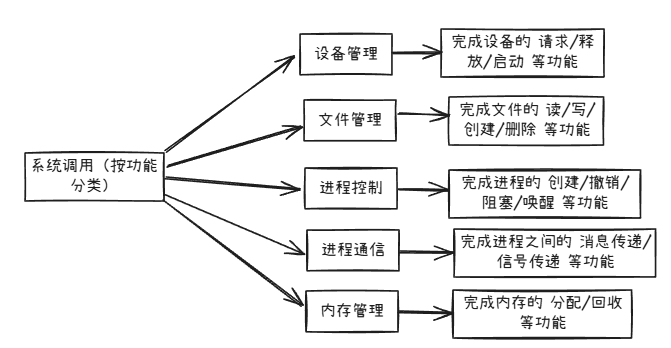 系统调用（按功能
分类）
设备管理
完成设备的 请求/释
放/启动 等功能
文件管理
完成文件的 读/写/
创建/删除 等功能
进程控制
完成进程的 创建/撤销/
阻塞/唤醒 等功能
进程通信
完成进程之间的 消息传递/
信号传递 等功能
内存管理
完成内存的 分配/回收
等功能